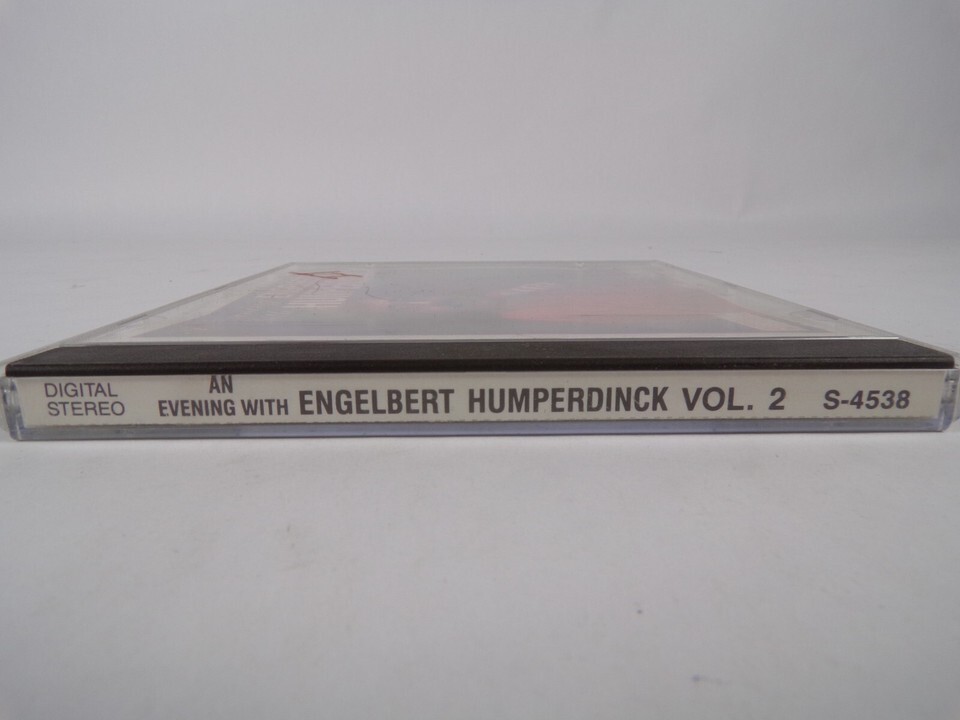 DIGITAL
STEREO
AN
EVENING WITH ENGELBERT HUMPERDINCK VOL. 2 S-4538